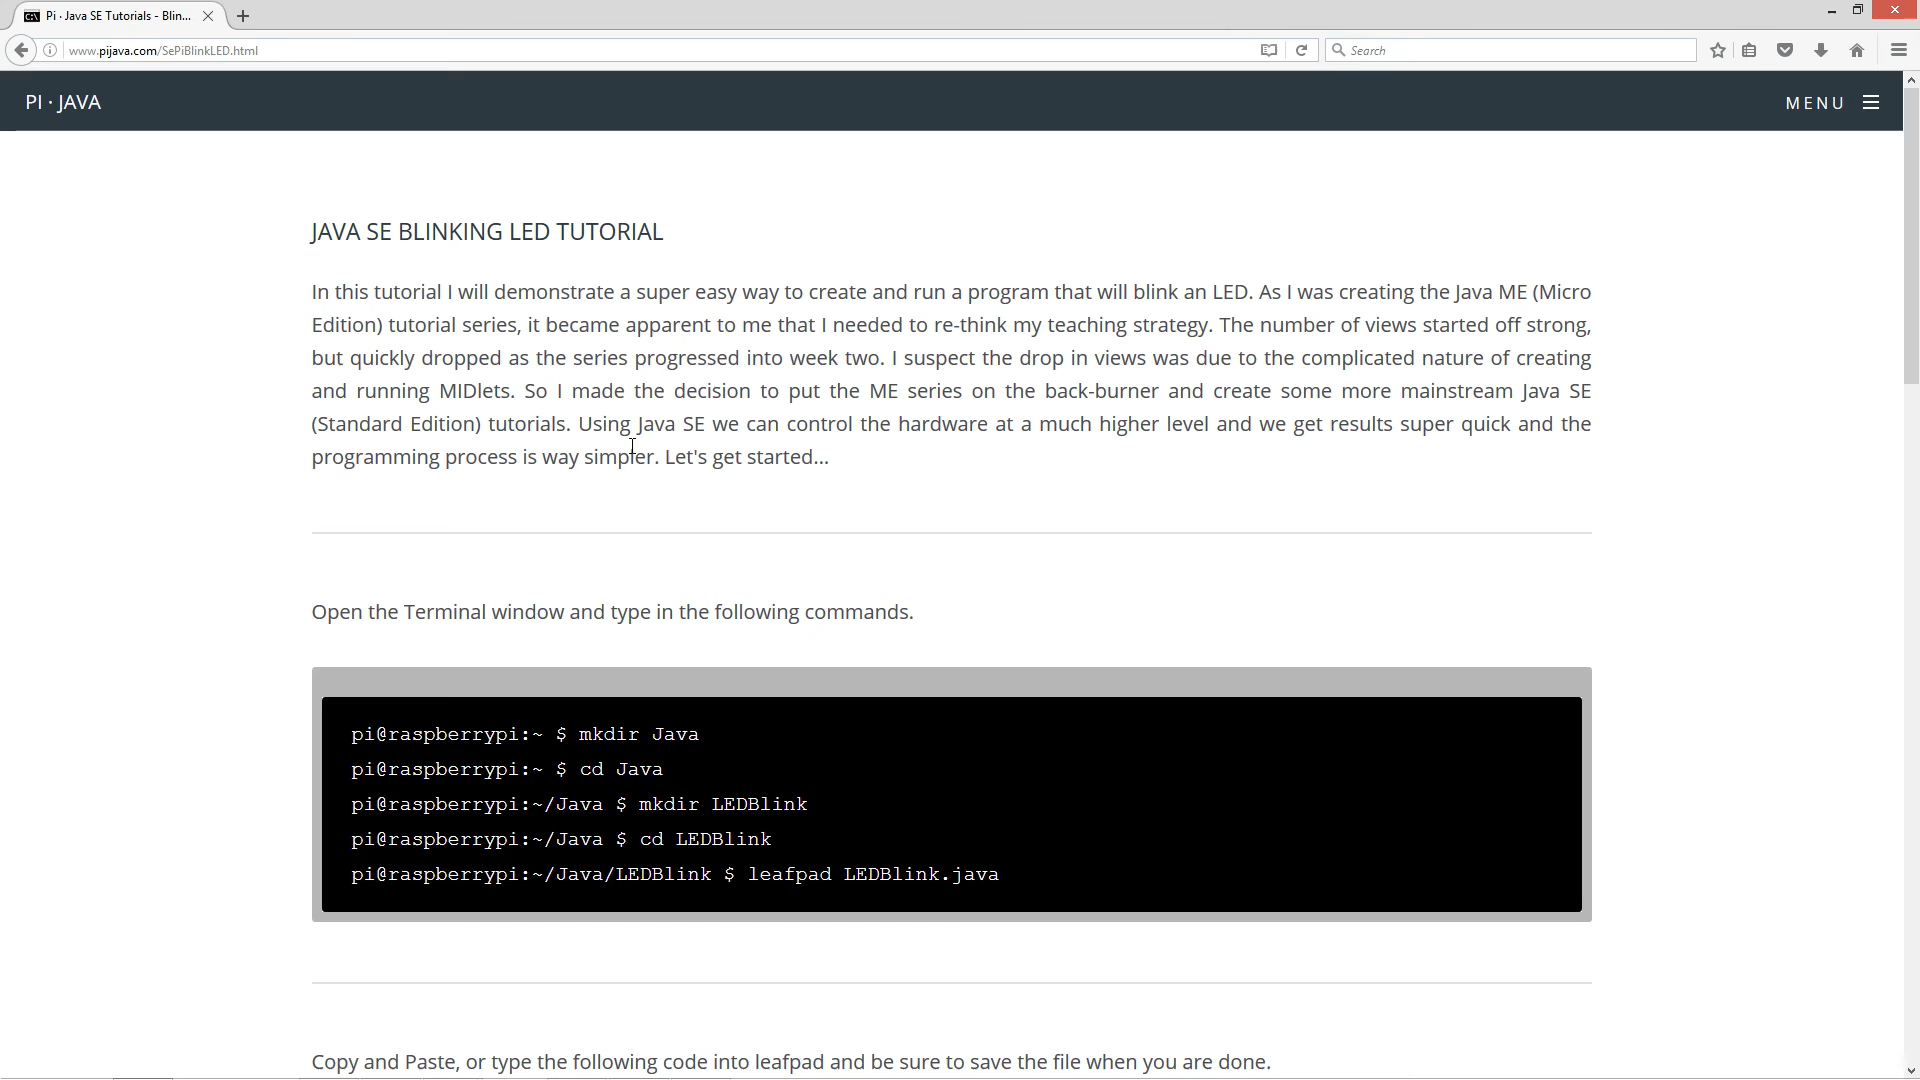 Pi · Java SE Tutorials - Blin...
www.pijava.com/SePiBlinkLED.html
Search
PI · JAVA
MENU
JAVA SE BLINKING LED TUTORIAL
In this tutorial I will demonstrate a super easy way to create and run a program that will blink an LED. As I was creating the Java ME (Micro
Edition) tutorial series, it became apparent to me that I needed to re-think my teaching strategy. The number of views started off strong,
but quickly dropped as the series progressed into week two. I suspect the drop in views was due to the complicated nature of creating
and running MIDlets. So I made the decision to put the ME series on the back-burner and create some more mainstream Java SE
(Standard Edition) tutorials. Using Java SE we can control the hardware at a much higher level and we get results super quick and the
programming process is way simpler. Let's get started...
Open the Terminal window and type in the following commands.
pi@raspberrypi:~ $ mkdir Java
pi@raspberrypi:~ $ cd Java
pi@raspberrypi:~/Java $ mkdir LEDBlink
pi@raspberrypi:~/Java $ cd LEDBlink
pi@raspberrypi:~/Java/LEDBlink $ leafpad LEDBlink.java
Copy and Paste, or type the following code into leafpad and be sure to save the file when you are done.